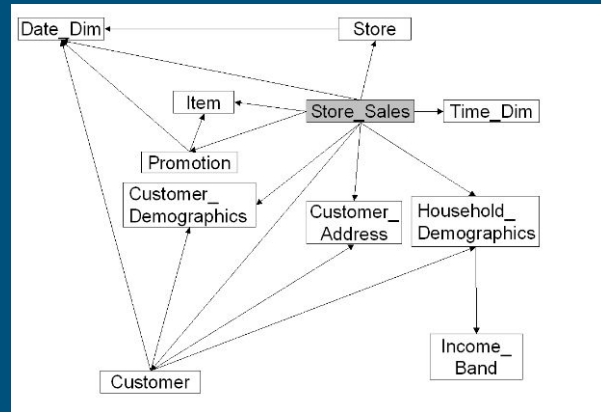 Date_Dim
Store
Item
Store_Sales
Time_Dim
Promotion
Customer_
Demographics
Customer_
Address
Household_
Demographics
Income_
Band
Customer